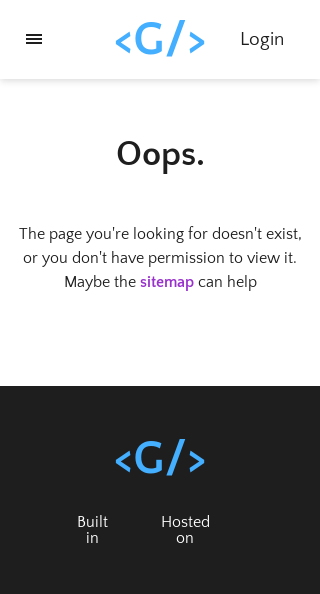 <G/>
Login
Oops.
The page you're looking for doesn't exist,
or you don't have permission to view it.
Maybe the sitemap can help
<G/>
Built
in
Hosted
on